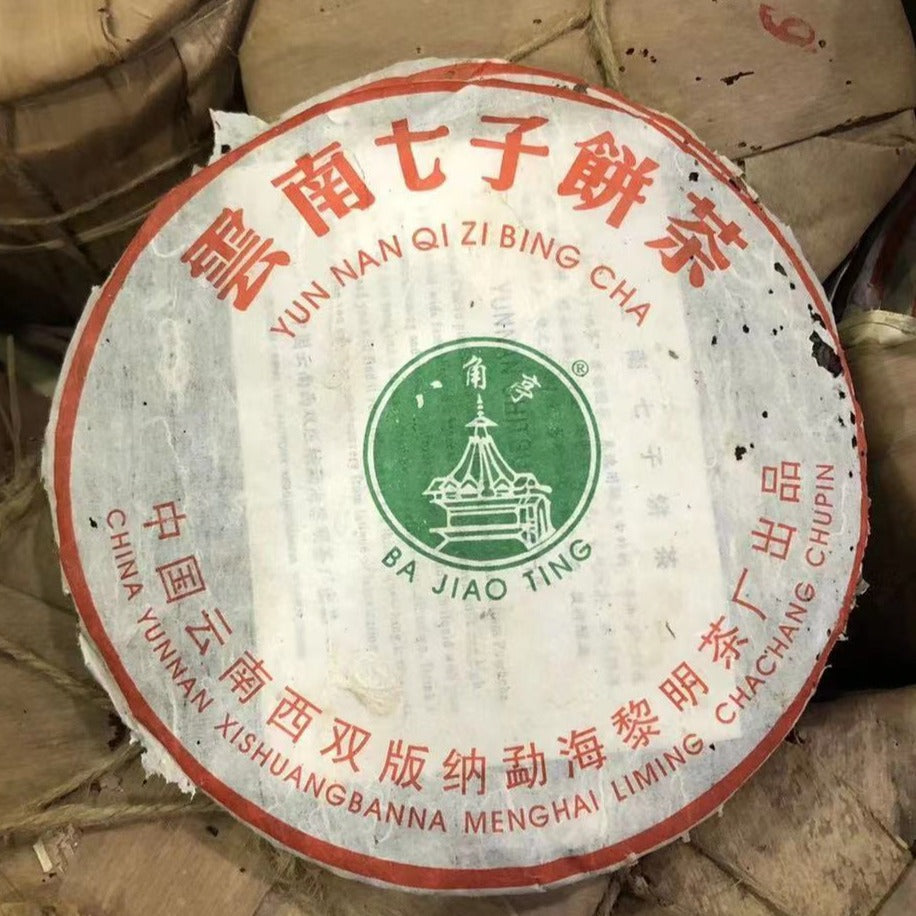 雲南七子餅茶
YUN NAN QI ZI BING CHA
八角亭
®
BA JIAO TING
中国云南西双版纳勐海黎明茶厂出品
CHINA YUNNAN XISHUANGBANNA MENGHAI LIMING CHACHANG CHUPIN